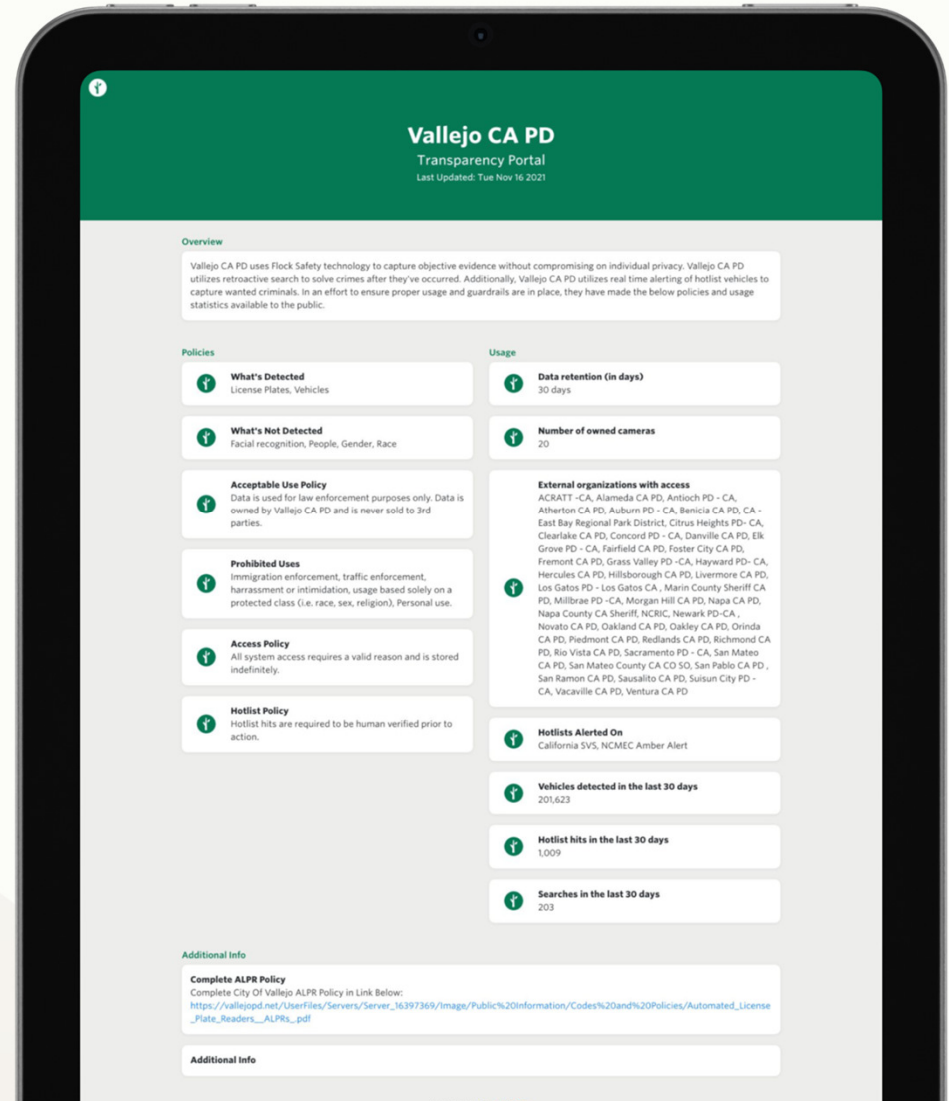 Vallejo CA PD
Transparency Portal
Last Updated: Tue Nov 16 2021
Overview
Vallejo CA PD uses Flock Safety technology to capture objective evidence without compromising on individual privacy. Vallejo CA PD
utilizes retroactive search to solve crimes after they've occurred. Additionally, Vallejo CA PD utilizes real time alerting of hotlist vehicles to
capture wanted criminals. In an effort to ensure proper usage and guardrails are in place, they have made the below policies and usage
statistics available to the public.
Policies
What's Detected
License Plates, Vehicles
What's Not Detected
Facial recognition, People, Gender, Race
Acceptable Use Policy
Data is used for law enforcement purposes only. Data is
owned by Vallejo CA PD and is never sold to 3rd
parties.
Prohibited Uses
Immigration enforcement, traffic enforcement,
harrassment or intimidation, usage based solely on a
protected class (i.e. race, sex, religion), Personal use.
Access Policy
All system access requires a valid reason and is stored
indefinitely.
Hotlist Policy
Hotlist hits are required to be human verified prior to
action.
Usage
Data retention (in days)
30 days
Number of owned cameras
20
External organizations with access
ACRATT -CA, Alameda CA PD, Antioch PD - CA,
Atherton CA PD, Auburn PD - CA, Benicia CA PD, CA -
East Bay Regional Park District, Citrus Heights PD- CA,
Clearlake CA PD, Concord PD - CA, Danville CA PD, Elk
Grove PD - CA, Fairfield CA PD, Foster City CA PD,
Fremont CA PD, Grass Valley PD -CA, Hayward PD- CA,
Hercules CA PD, Hillsborough CA PD, Livermore CA PD,
Los Gatos PD - Los Gatos CA , Marin County Sheriff CA
PD, Millbrae PD -CA, Morgan Hill CA PD, Napa CA PD,
Napa County CA Sheriff, NCRIC, Newark PD-CA ,
Novato CA PD, Oakland CA PD, Oakley CA PD, Orinda
CA PD, Piedmont CA PD, Redlands CA PD, Richmond CA
PD, Rio Vista CA PD, Sacramento PD - CA, San Mateo
CA PD, San Mateo County CA CO SO, San Pablo CA PD ,
San Ramon CA PD, Sausalito CA PD, Suisun City PD -
CA, Vacaville CA PD, Ventura CA PD
Hotlists Alerted On
California SVS, NCMEC Amber Alert
Vehicles detected in the last 30 days
201,623
Hotlist hits in the last 30 days
1,009
Searches in the last 30 days
203
Additional Info
Complete ALPR Policy
Complete City Of Vallejo ALPR Policy in Link Below:
https://vallejopd.net/UserFiles/Servers/Server_16397369/Image/Public%20Information/Codes%20and%20Policies/Automated_License
_Plate_Readers__ALPRs_.pdf
Additional Info